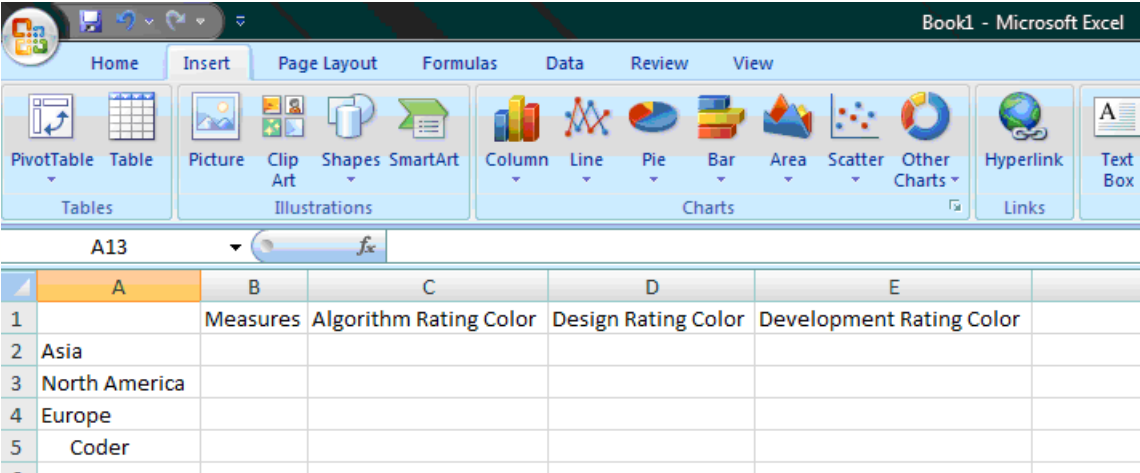 Book1 - Microsoft Excel
Home Insert Page Layout Formulas Data Review View
PivotTable Table Picture Clip Art Shapes SmartArt Column Line Pie Bar Area Scatter Other Charts Hyperlink Text Box
Tables Illustrations Charts Links
A13 fx
A B C D E
1 Measures Algorithm Rating Color Design Rating Color Development Rating Color
2 Asia
3 North America
4 Europe
5 Coder